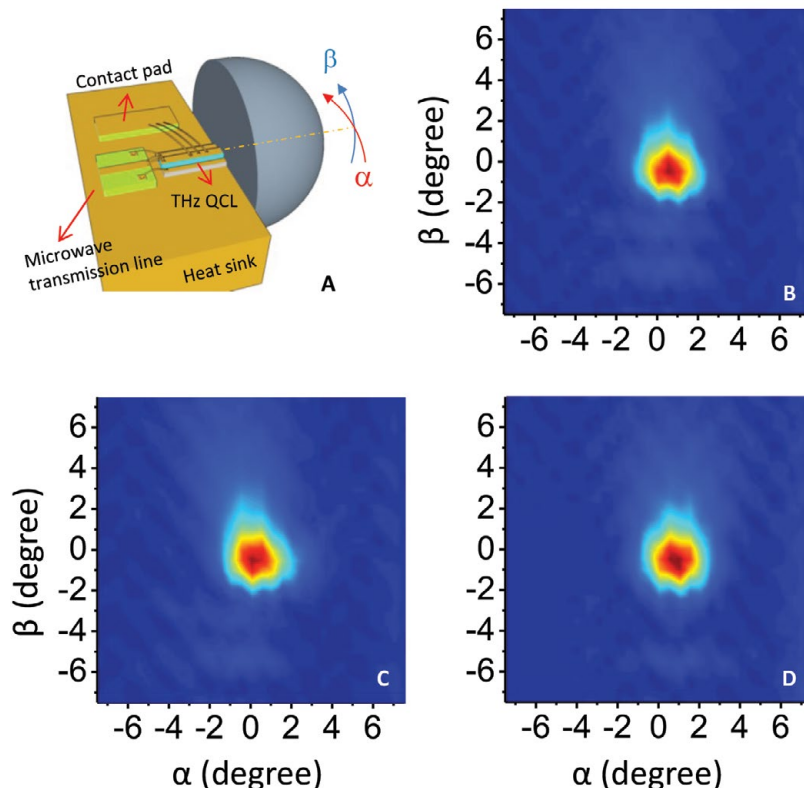 Contact pad
β
α
THz QCL
Microwave
transmission line
Heat sink
A
β (degree)
6
4
2
0
-2
-4
-6
B
-6 -4 -2 0 2 4 6
β (degree)
6
4
2
0
-2
-4
-6
C
-6 -4 -2 0 2 4 6
α (degree)
6
4
2
0
-2
-4
-6
D
-6 -4 -2 0 2 4 6
α (degree)